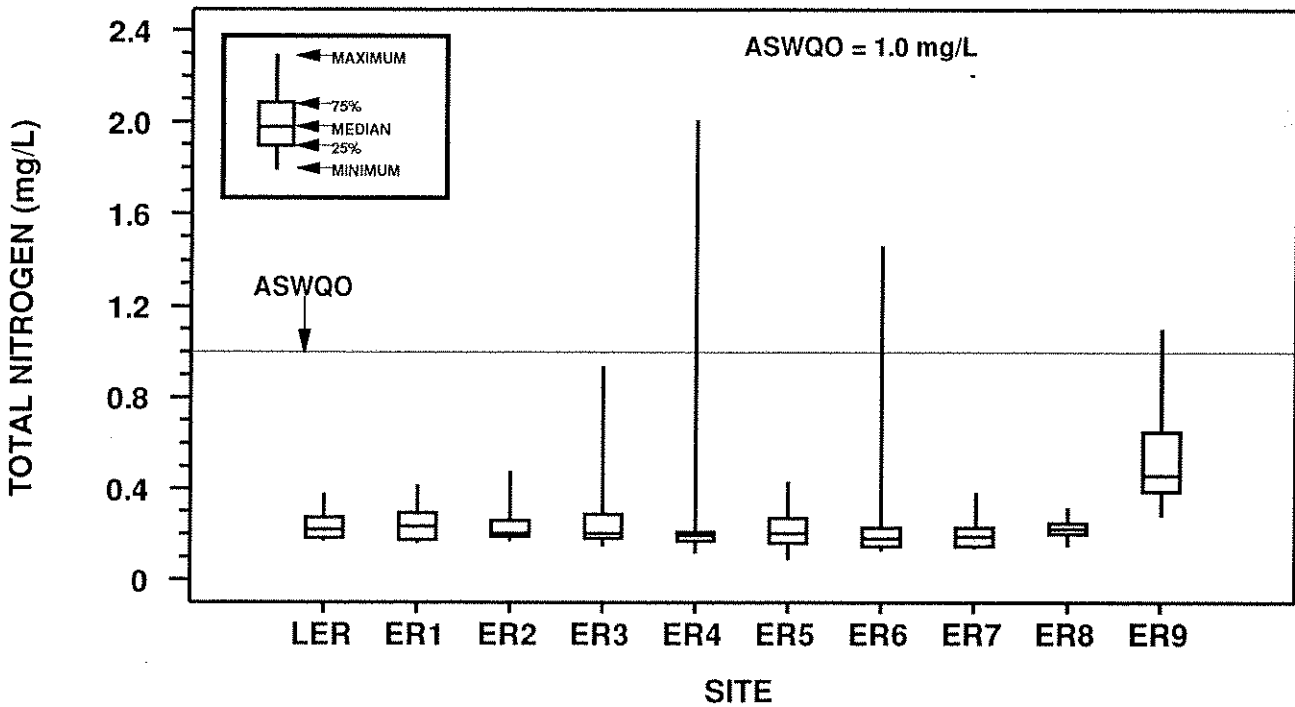 TOTAL NITROGEN (mg/L)
2.4
2.0
1.6
1.2
0.8
0.4
0
MAXIMUM
75%
MEDIAN
25%
MINIMUM
ASWQO = 1.0 mg/L
ASWQO
LER ER1 ER2 ER3 ER4 ER5 ER6 ER7 ER8 ER9
SITE